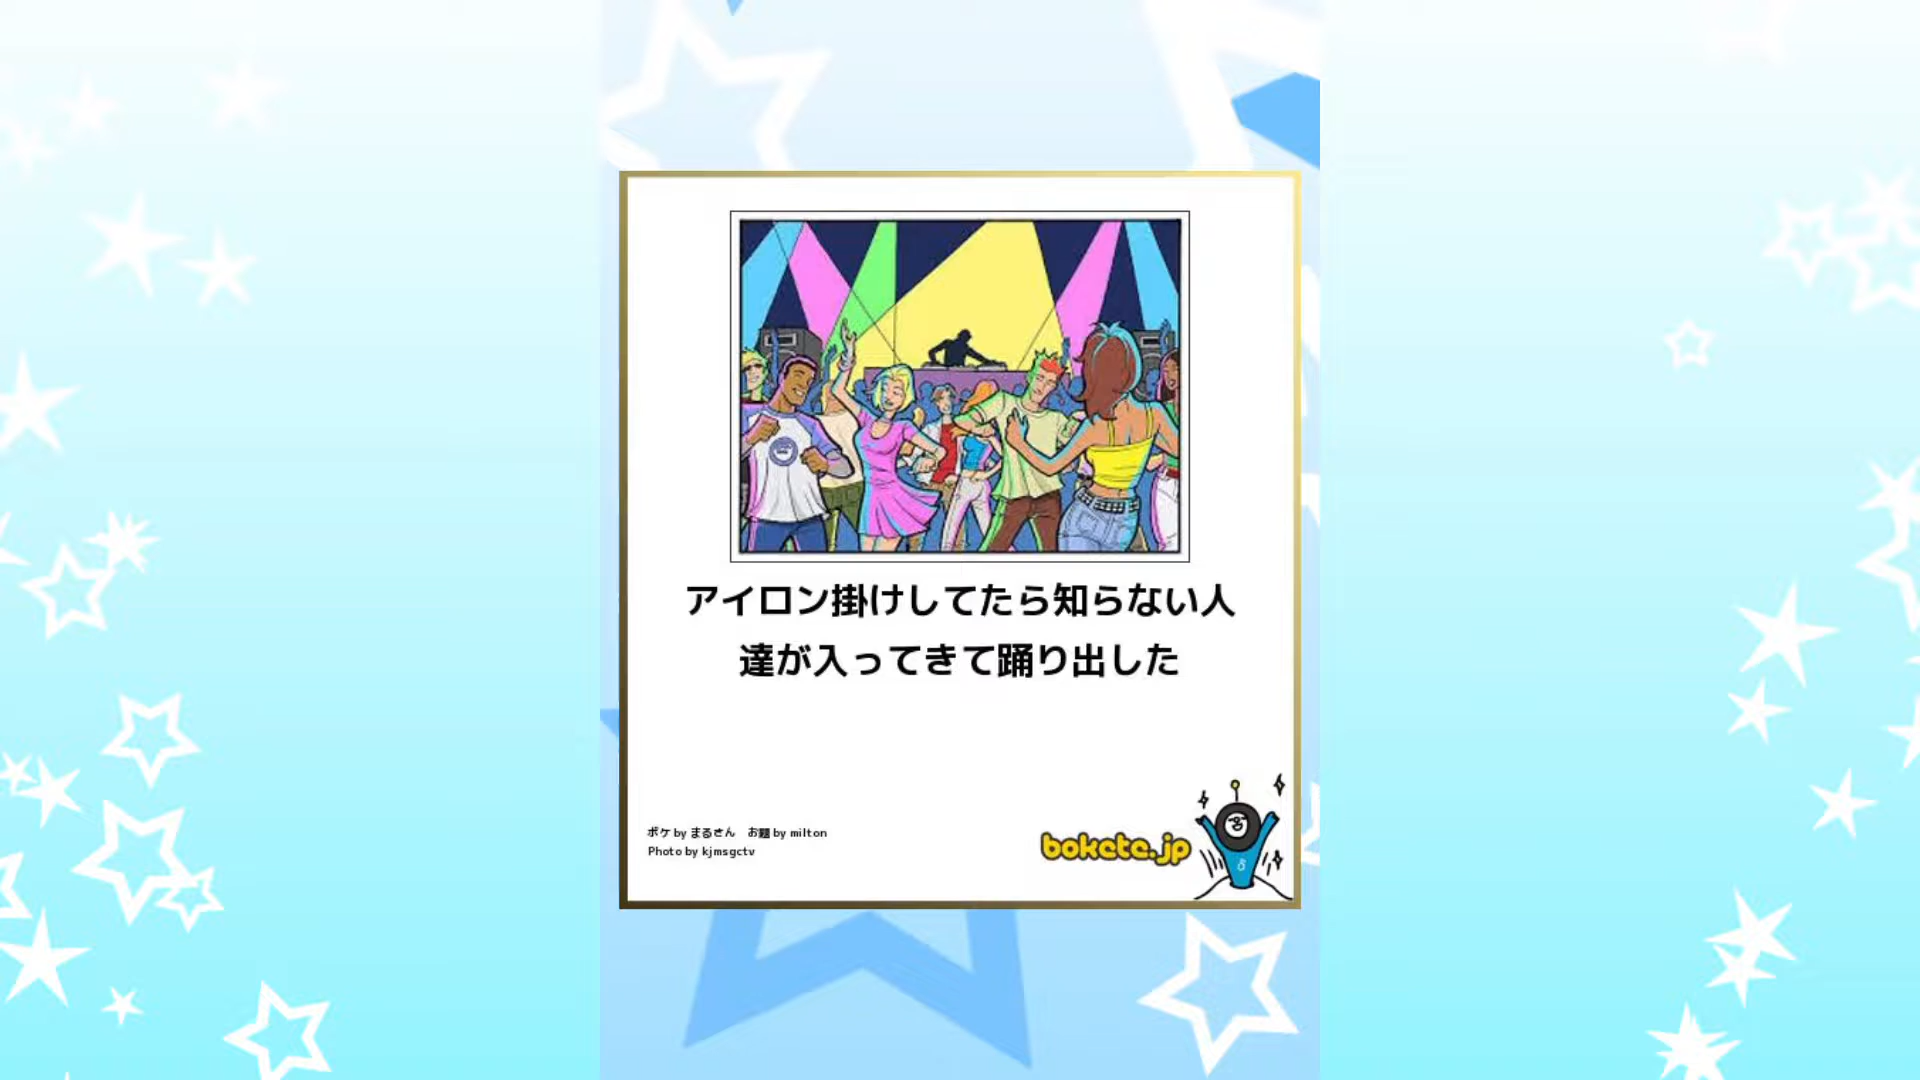 アイロン掛けしてたら知らない人
達が入ってきて踊り出した
ボケ by まるさん　お題 by milton
Photo by kjmsgctv
bokete.jp